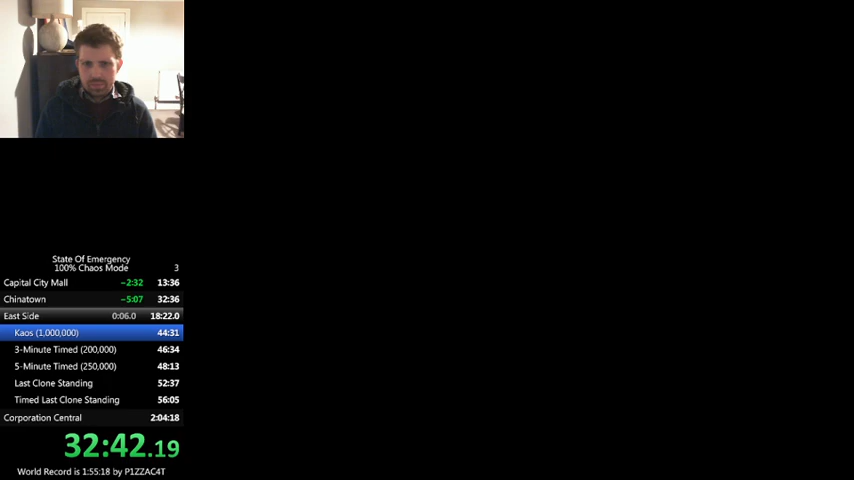 State Of Emergency
100% Chaos Mode 3
Capital City Mall −2:32 13:36
Chinatown −5:07 32:36
East Side 0:06.0 18:22.0
Kaos (1,000,000) 44:31
3-Minute Timed (200,000) 46:34
5-Minute Timed (250,000) 48:13
Last Clone Standing 52:37
Timed Last Clone Standing 56:05
Corporation Central 2:04:18
32:42.19
World Record is 1:55:18 by P1ZZAC4T